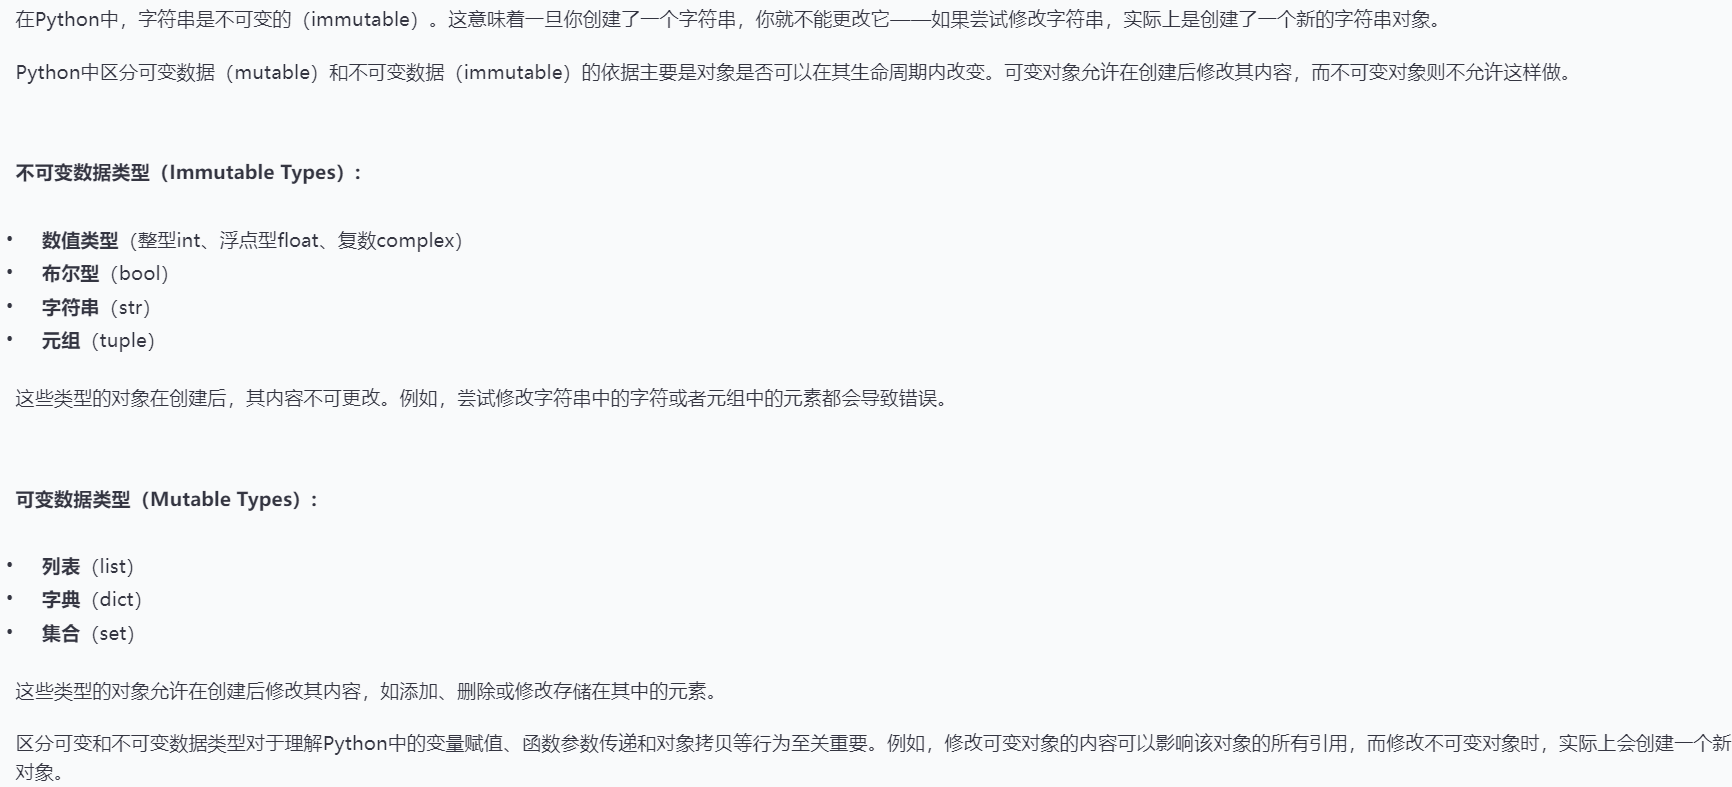 在Python中，字符串是不可变的（immutable）。这意味着一旦你创建了一个字符串，你就不能更改它——如果尝试修改字符串，实际上是创建了一个新的字符串对象。
Python中区分可变数据（mutable）和不可变数据（immutable）的依据主要是对象是否可以在其生命周期内改变。可变对象允许在创建后修改其内容，而不可变对象则不允许这样做。
不可变数据类型（Immutable Types）：
• 数值类型（整型int、浮点型float、复数complex）
• 布尔型（bool）
• 字符串（str）
• 元组（tuple）
这些类型的对象在创建后，其内容不可更改。例如，尝试修改字符串中的字符或者元组中的元素都会导致错误。
可变数据类型（Mutable Types）：
• 列表（list）
• 字典（dict）
• 集合（set）
这些类型的对象允许在创建后修改其内容，如添加、删除或修改存储在其中的元素。
区分可变和不可变数据类型对于理解Python中的变量赋值、函数参数传递和对象拷贝等行为至关重要。例如，修改可变对象的内容可以影响该对象的所有引用，而修改不可变对象时，实际上会创建一个新
对象。